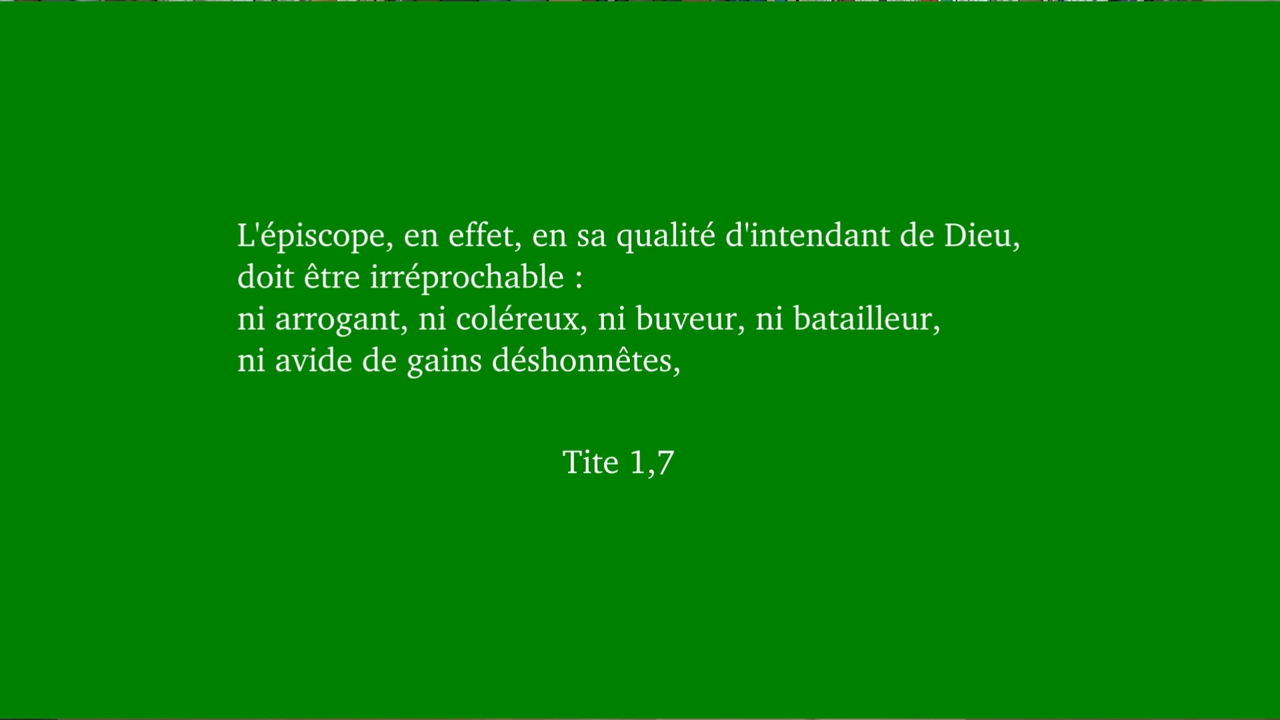 L'épiscope, en effet, en sa qualité d'intendant de Dieu,
doit être irréprochable :
ni arrogant, ni coléreux, ni buveur, ni batailleur,
ni avide de gains déshonnêtes,
Tite 1,7